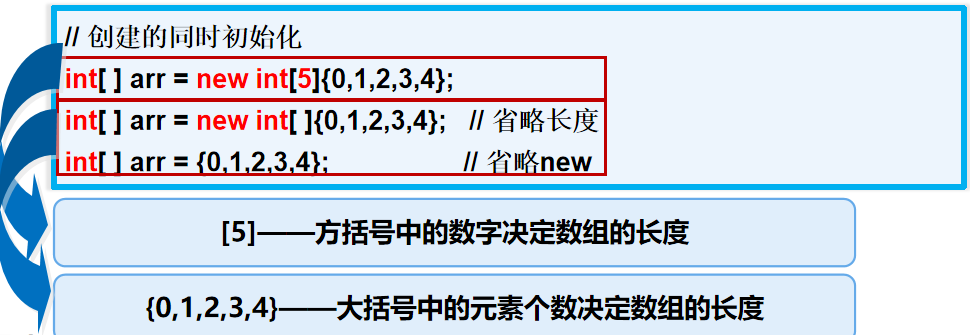 // 创建的同时初始化
int[ ] arr = new int[5]{0,1,2,3,4};
int[ ] arr = new int[ ]{0,1,2,3,4};   // 省略长度
int[ ] arr = {0,1,2,3,4};   // 省略new
[5]——方括号中的数字决定数组的长度
{0,1,2,3,4}——大括号中的元素个数决定数组的长度